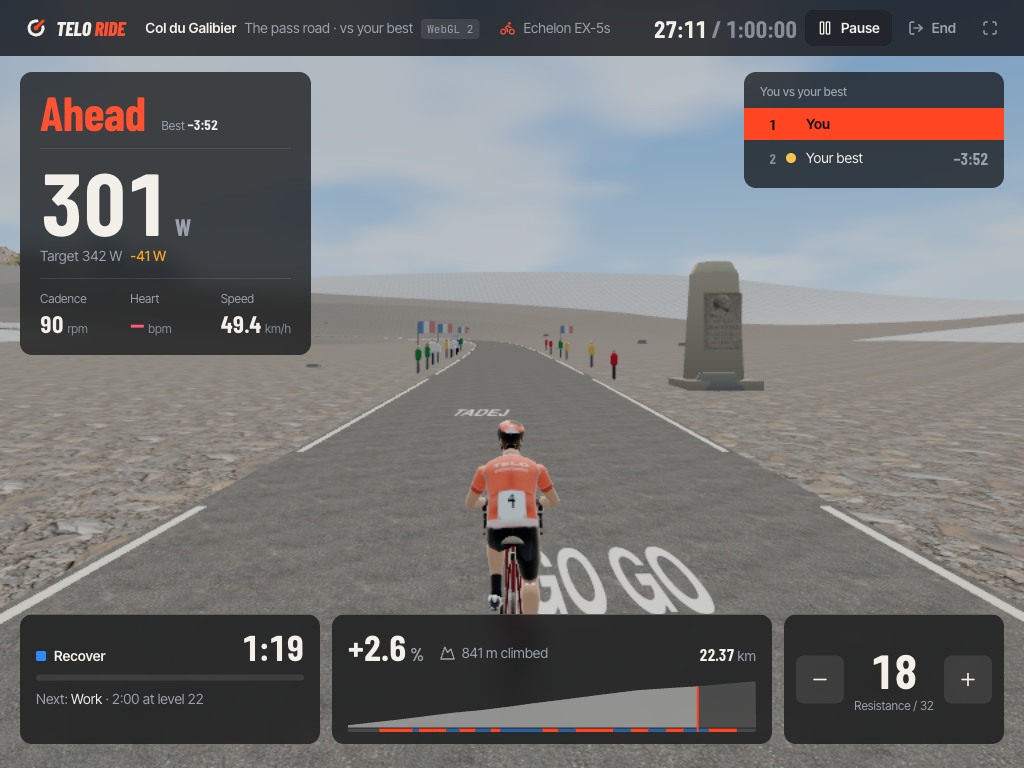 TELO RIDE Col du Galibier The pass road · vs your best WebGL 2 Echelon EX-5s 27:11 / 1:00:00 Pause End
Ahead Best −3:52
301 W
Target 342 W -41 W
Cadence Heart Speed
90 rpm – bpm 49.4 km/h
You vs your best
1 You
2 Your best −3:52
TADEJ
TELO
4
GO GO
Recover 1:19
Next: Work · 2:00 at level 22
+2.6 % 841 m climbed 22.37 km
− 18 +
Resistance / 32